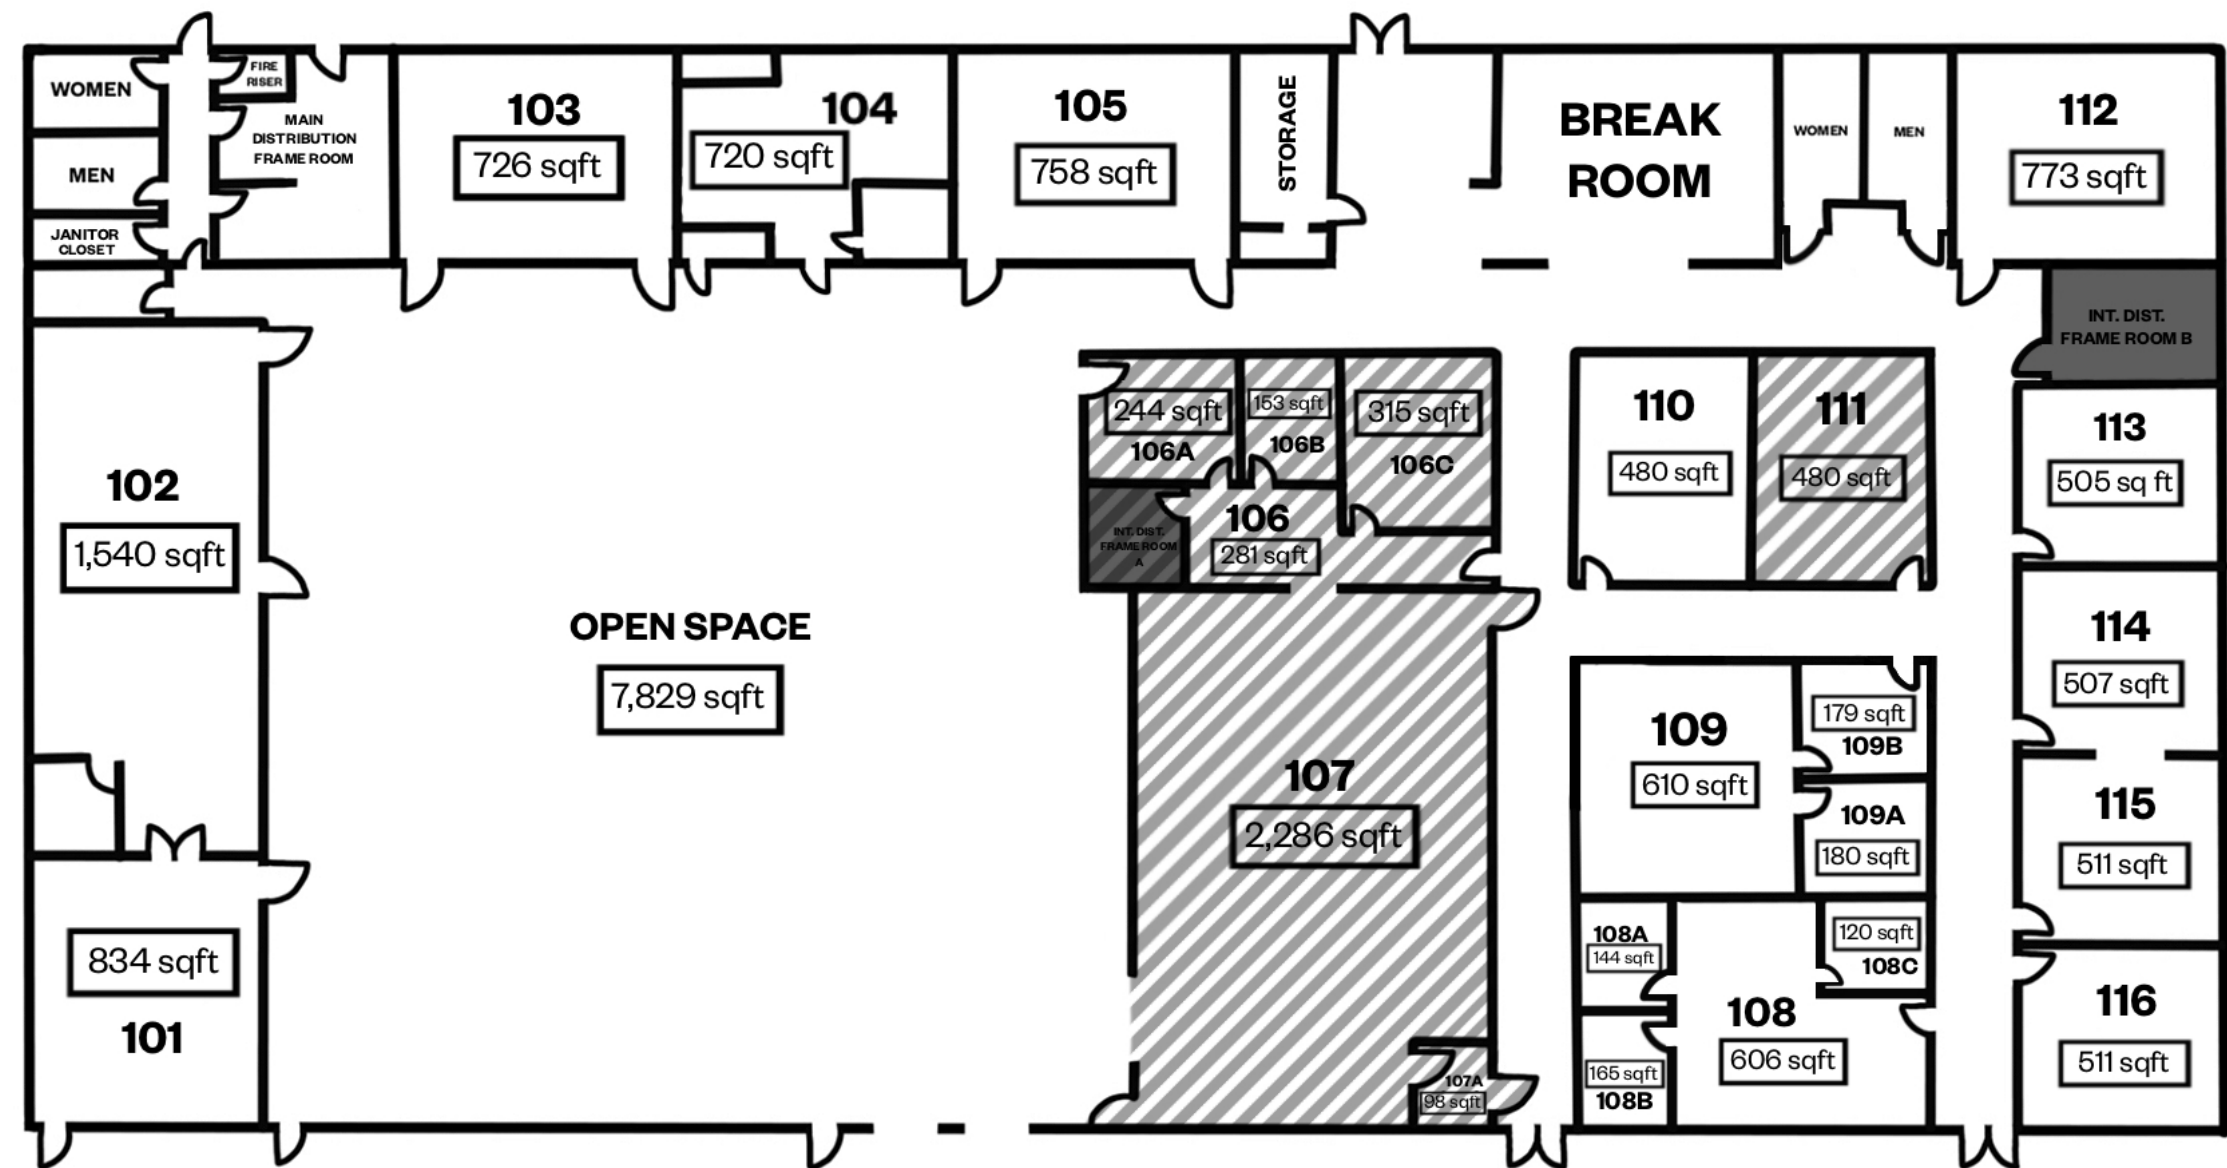 WOMEN
FIRE
RISER
MAIN
DISTRIBUTION
FRAME ROOM
MEN
JANITOR
CLOSET
103
726 sqft
104
720 sqft
105
758 sqft
STORAGE
BREAK
ROOM
WOMEN
MEN
112
773 sqft
INT. DIST.
FRAME ROOM B
102
1,540 sqft
834 sqft
101
OPEN SPACE
7,829 sqft
244 sqft
106A
153 sqft
106B
315 sqft
106C
INT. DIST.
FRAME ROOM
A
106
281 sqft
107
2,286 sqft
107A
98 sqft
110
480 sqft
111
480 sqft
109
610 sqft
179 sqft
109B
109A
180 sqft
108A
144 sqft
120 sqft
108C
108
606 sqft
165 sqft
108B
113
505 sq ft
114
507 sqft
115
511 sqft
116
511 sqft